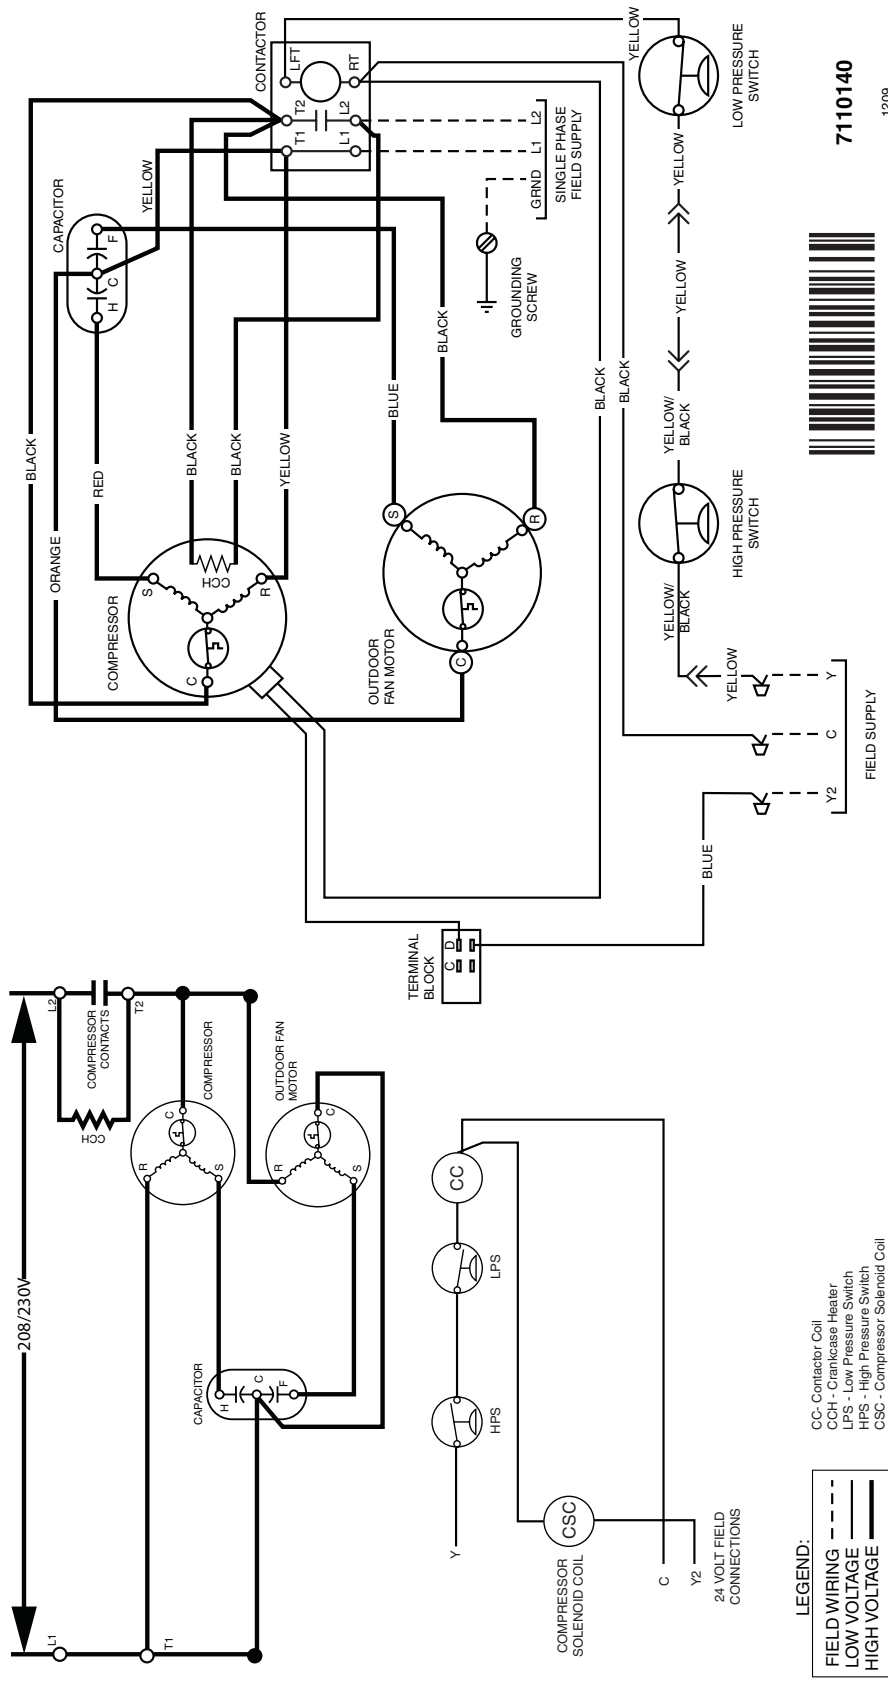 208/230V
L1
T1
L2
T2
COMPRESSOR
CONTACTS
CCH
COMPRESSOR
R
C
S
OUTDOOR FAN
MOTOR
R
C
S
CAPACITOR
H
C
F
Y
HPS
LPS
CC
CSC
COMPRESSOR
SOLENOID COIL
C
Y2
24 VOLT FIELD
CONNECTIONS
LEGEND:
FIELD WIRING
LOW VOLTAGE
HIGH VOLTAGE
CC- Contactor Coil
CCH - Crankcase Heater
LPS - Low Pressure Switch
HPS - High Pressure Switch
CSC - Compressor Solenoid Coil
BLACK
ORANGE
RED
CAPACITOR
H
C
F
YELLOW
BLACK
BLACK
YELLOW
COMPRESSOR
C
S
R
CCH
CONTACTOR
LFT
RT
T2
L2
T1
L1
BLUE
BLACK
OUTDOOR
FAN MOTOR
C
S
R
GROUNDING
SCREW
GRND
L1
L2
SINGLE PHASE
FIELD SUPPLY
BLACK
BLACK
TERMINAL
BLOCK
C
D
BLUE
YELLOW
LOW PRESSURE
SWITCH
YELLOW
YELLOW
YELLOW/
BLACK
HIGH PRESSURE
SWITCH
YELLOW/
BLACK
YELLOW
Y2
C
Y
FIELD SUPPLY
7110140
1209